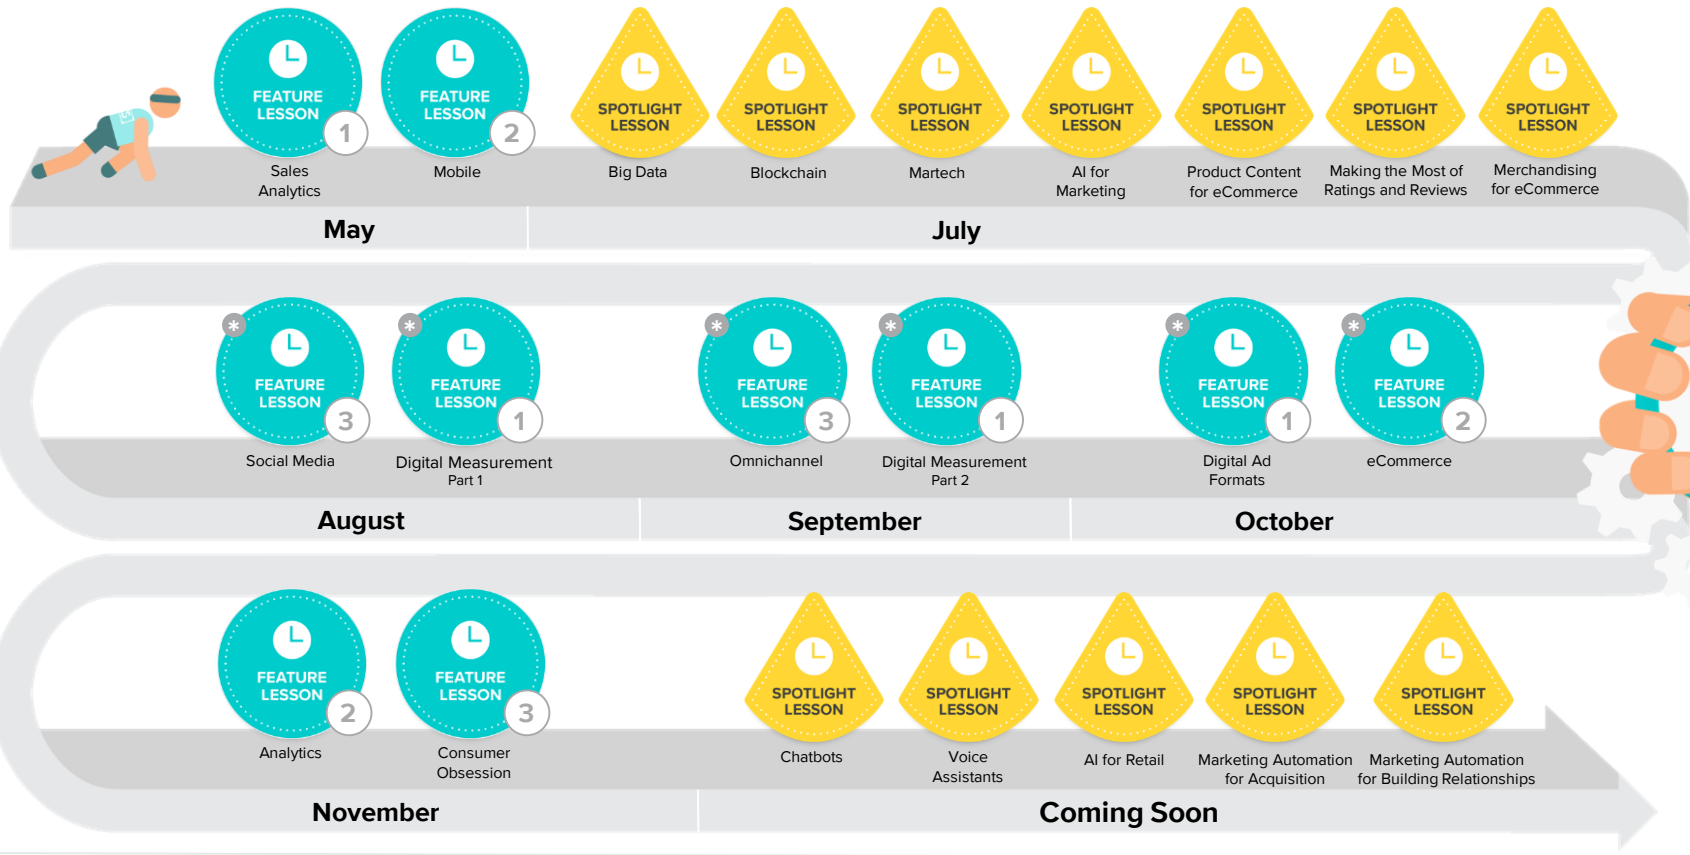 FEATURE
LESSON
1
Sales
Analytics
FEATURE
LESSON
2
Mobile
SPOTLIGHT
LESSON
Big Data
SPOTLIGHT
LESSON
Blockchain
SPOTLIGHT
LESSON
Martech
SPOTLIGHT
LESSON
AI for
Marketing
SPOTLIGHT
LESSON
Product Content
for eCommerce
SPOTLIGHT
LESSON
Making the Most of
Ratings and Reviews
SPOTLIGHT
LESSON
Merchandising
for eCommerce
May
July
*
FEATURE
LESSON
3
Social Media
*
FEATURE
LESSON
1
Digital Measurement
Part 1
*
FEATURE
LESSON
3
Omnichannel
*
FEATURE
LESSON
1
Digital Measurement
Part 2
*
FEATURE
LESSON
1
Digital Ad
Formats
*
FEATURE
LESSON
2
eCommerce
August
September
October
FEATURE
LESSON
2
Analytics
FEATURE
LESSON
3
Consumer
Obsession
SPOTLIGHT
LESSON
Chatbots
SPOTLIGHT
LESSON
Voice
Assistants
SPOTLIGHT
LESSON
AI for Retail
SPOTLIGHT
LESSON
Marketing Automation
for Acquisition
SPOTLIGHT
LESSON
Marketing Automation
for Building Relationships
November
Coming Soon